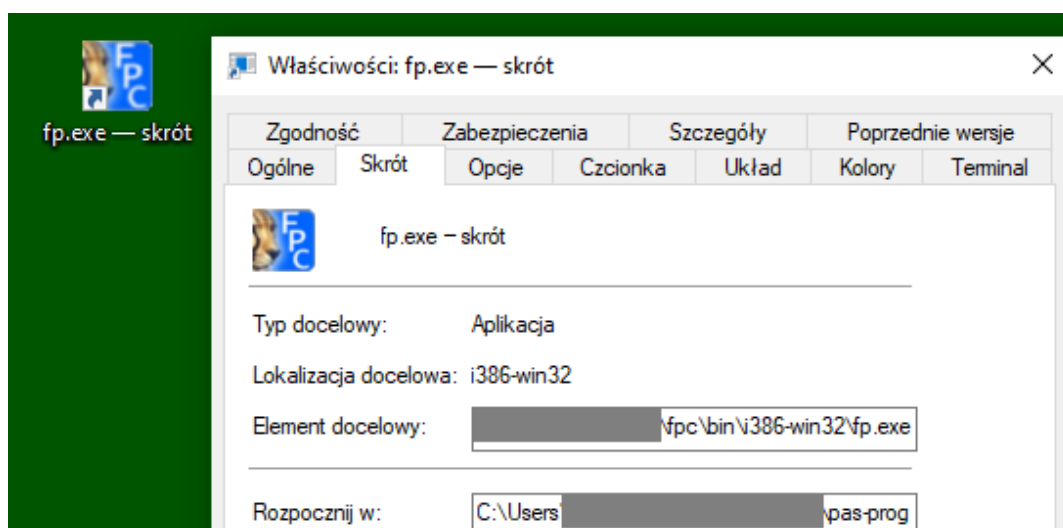 FPC
fp.exe — skrót
Właściwości: fp.exe — skrót
Zgodność Zabezpieczenia Szczegóły Poprzednie wersje
Ogólne Skrót Opcje Czcionka Układ Kolory Terminal
FPC
fp.exe – skrót
Typ docelowy: Aplikacja
Lokalizacja docelowa: i386-win32
Element docelowy: \fpc\bin\i386-win32\fp.exe
Rozpocznij w: C:\Users\ \pas-prog